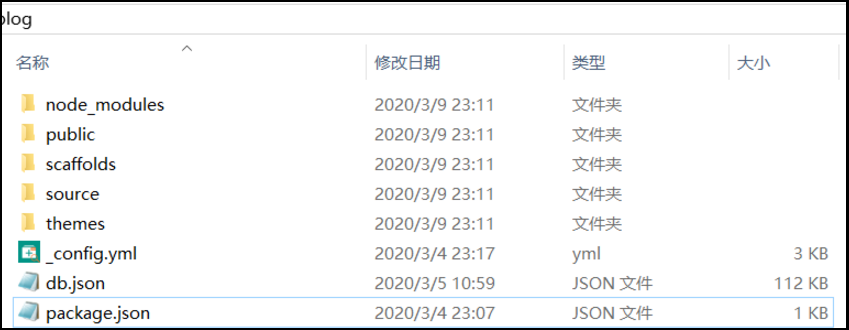 blog
名称 修改日期 类型 大小
node_modules 2020/3/9 23:11 文件夹
public 2020/3/9 23:11 文件夹
scaffolds 2020/3/9 23:11 文件夹
source 2020/3/9 23:11 文件夹
themes 2020/3/9 23:11 文件夹
_config.yml 2020/3/4 23:17 yml 3 KB
db.json 2020/3/5 10:59 JSON 文件 112 KB
package.json 2020/3/4 23:07 JSON 文件 1 KB